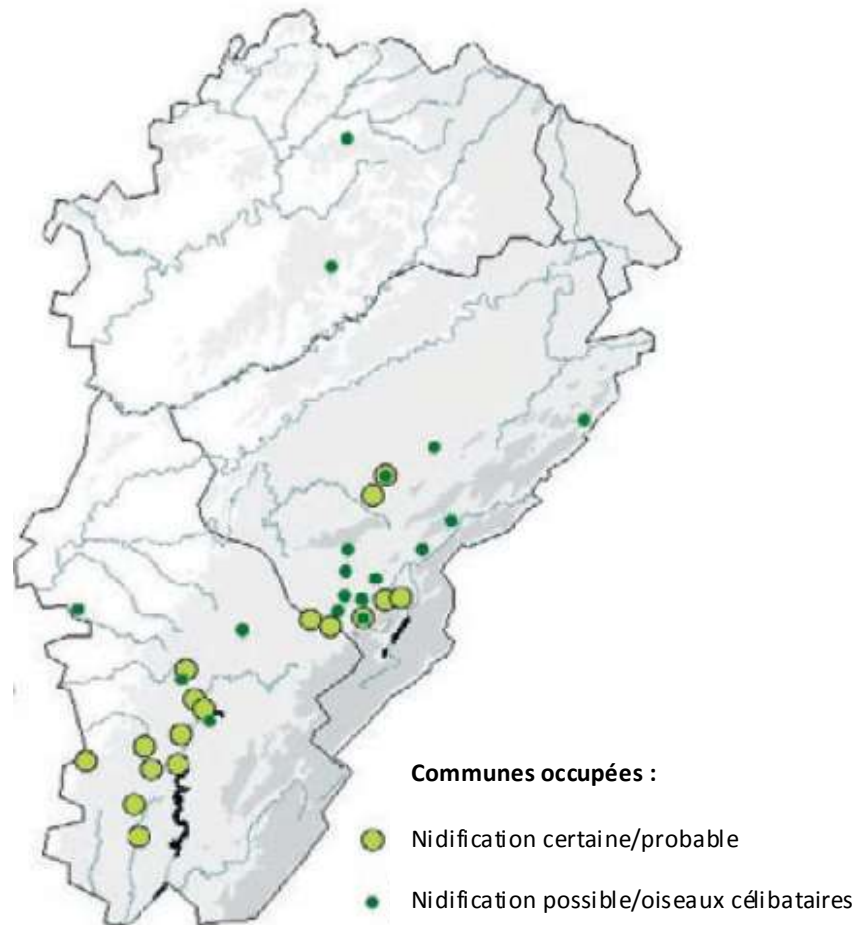 Communes occupées :
Nidification certaine/probable
Nidification possible/oiseaux célibataires